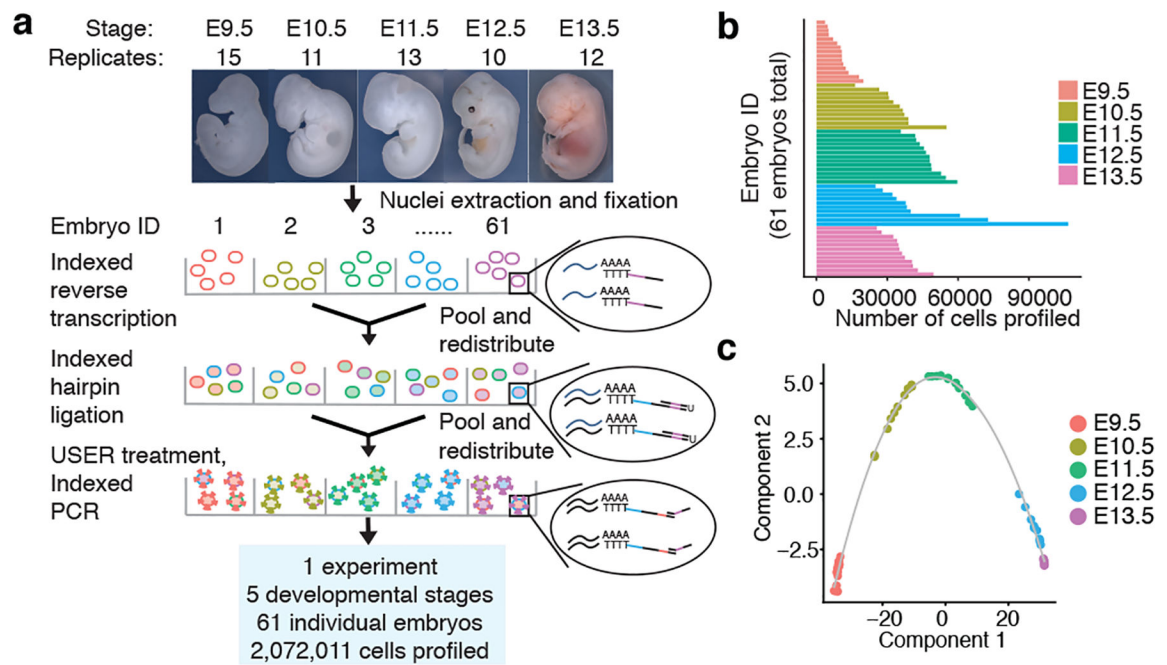 a
Stage: E9.5 E10.5 E11.5 E12.5 E13.5
Replicates: 15 11 13 10 12
Nuclei extraction and fixation
Embryo ID 1 2 3 ...... 61
Indexed
reverse
transcription
AAAA
TTTT
AAAA
TTTT
Pool and
redistribute
Indexed
hairpin
ligation
AAAA
TTTT
U
AAAA
TTTT
U
Pool and
redistribute
USER treatment,
Indexed
PCR
AAAA
TTTT
AAAA
TTTT
1 experiment
5 developmental stages
61 individual embryos
2,072,011 cells profiled
b
Embryo ID
(61 embryos total)
E9.5
E10.5
E11.5
E12.5
E13.5
0 30000 60000 90000
Number of cells profiled
c
Component 2
5.0
2.5
0.0
−2.5
E9.5
E10.5
E11.5
E12.5
E13.5
−20 0 20
Component 1